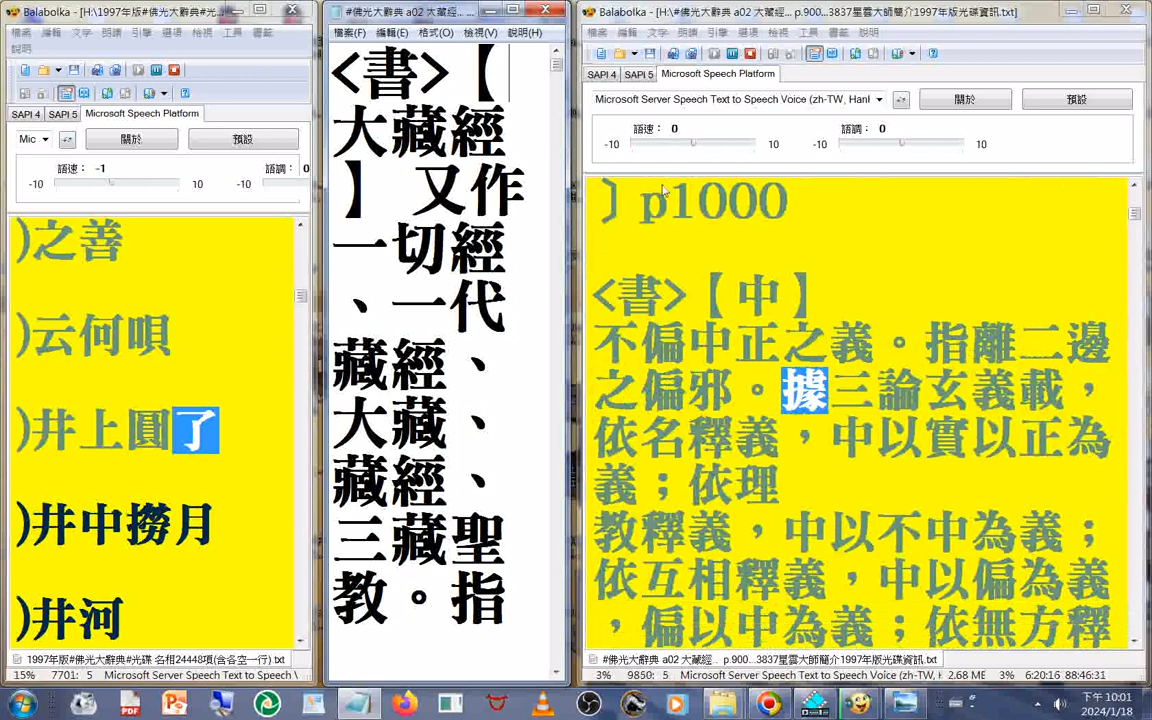 Balabolka - [H:\1997年版#佛光大辭典#光...
檔案 編輯 文字 朗讀 引擎 選項 檢視 工具 書籤
說明
SAPI 4 SAPI 5 Microsoft Speech Platform
Mic 關於 預設
語速： -1 語調： 0
-10 10 -10
)之善
)云何唄
)井上圓了
)井中撈月
)井河
1997年版#佛光大辭典#光碟 名相24448項(含各空一行).txt
15% 7701: 5 Microsoft Server Speech Text to Speech \
#佛光大辭典 a02 大藏經... ...
檔案(F) 編輯(E) 格式(O) 檢視(V) 說明(H)
<書>【
大藏經
】 又作
一切經
、一代
藏經、
大藏、
藏經、
三藏聖
教。指
Balabolka - [H:\#佛光大辭典 a02 大藏經... p.900...3837星雲大師簡介1997年版光碟資訊.txt]
檔案 編輯 文字 朗讀 引擎 選項 檢視 工具 書籤 說明
SAPI 4 SAPI 5 Microsoft Speech Platform
Microsoft Server Speech Text to Speech Voice (zh-TW, Hanl 關於 預設
語速： 0 語調： 0
-10 10 -10 10
〕p1000
<書>【中】
不偏中正之義。指離二邊
之偏邪。據三論玄義載，
依名釋義，中以實以正為
義；依理
教釋義，中以不中為義；
依互相釋義，中以偏為義
，偏以中為義；依無方釋
#佛光大辭典 a02 大藏經... p.900...3837星雲大師簡介1997年版光碟資訊.txt
3% 9850: 5 Microsoft Server Speech Text to Speech Voice (zh-TW, H 2.68 ME 3% 6:20:16 88:46:31
下午 10:01
2024/1/18